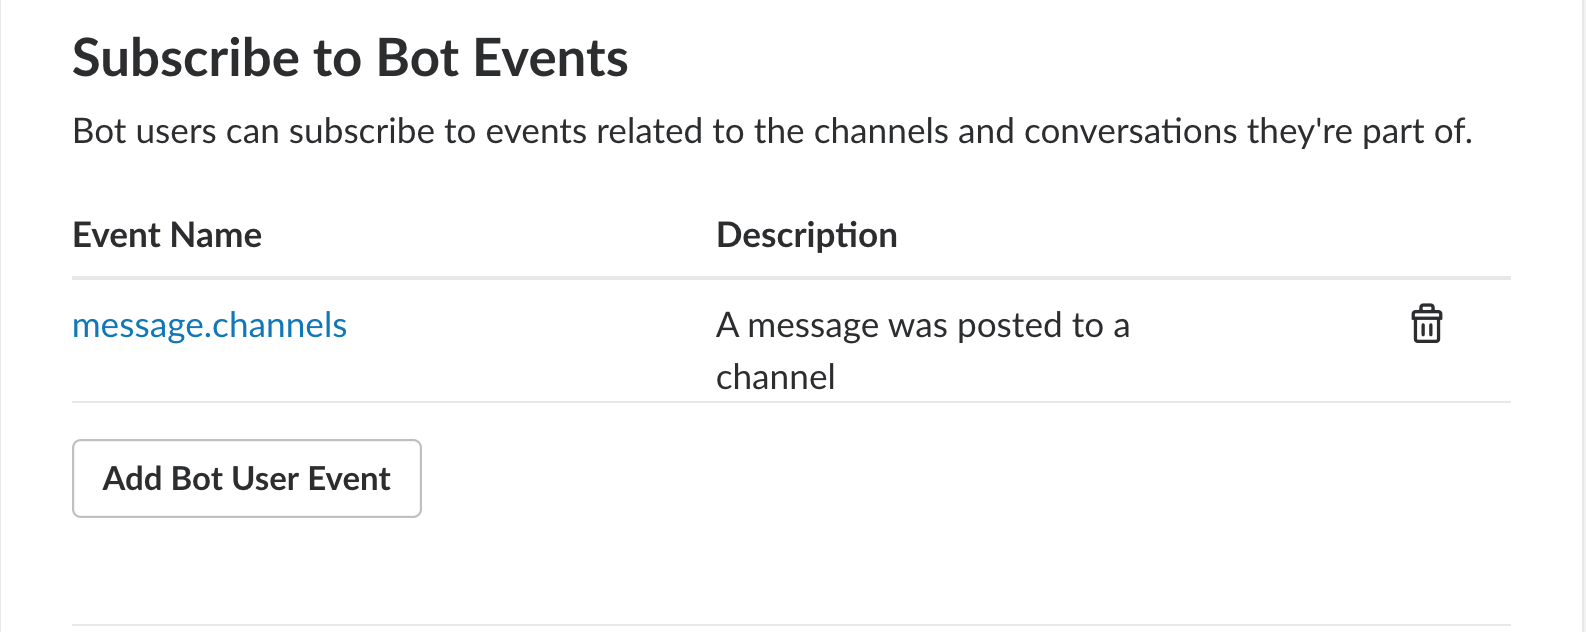 Subscribe to Bot Events
Bot users can subscribe to events related to the channels and conversations they're part of.
Event Name Description
message.channels A message was posted to a
channel
Add Bot User Event